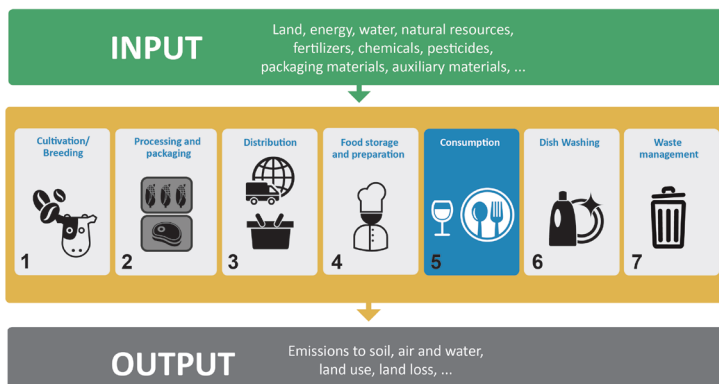 INPUT
Land, energy, water, natural resources,
fertilizers, chemicals, pesticides,
packaging materials, auxiliary materials, ...
Cultivation/
Breeding
1
Processing and
packaging
2
Distribution
3
Food storage
and preparation
4
Consumption
5
Dish Washing
6
Waste
management
7
OUTPUT
Emissions to soil, air and water,
land use, land loss, ...